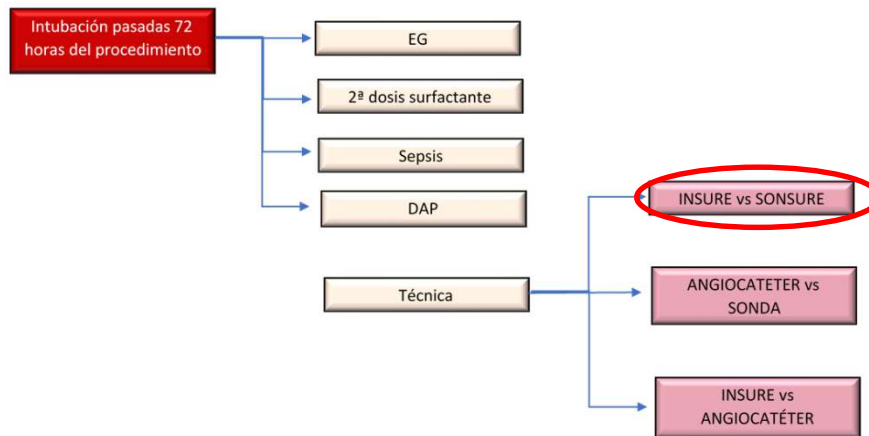 Intubación pasadas 72
horas del procedimiento
EG
2ª dosis surfactante
Sepsis
DAP
Técnica
INSURE vs SONSURE
ANGIOCATETER vs
SONDA
INSURE vs
ANGIOCATÉTER